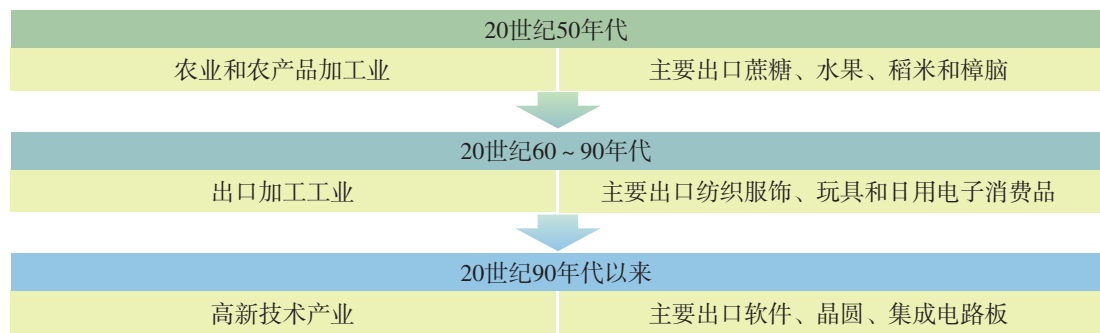 20世纪50年代
农业和农产品加工业
主要出口蔗糖、水果、稻米和樟脑
20世纪60~90年代
出口加工工业
主要出口纺织服饰、玩具和日用电子消费品
20世纪90年代以来
高新技术产业
主要出口软件、晶圆、集成电路板